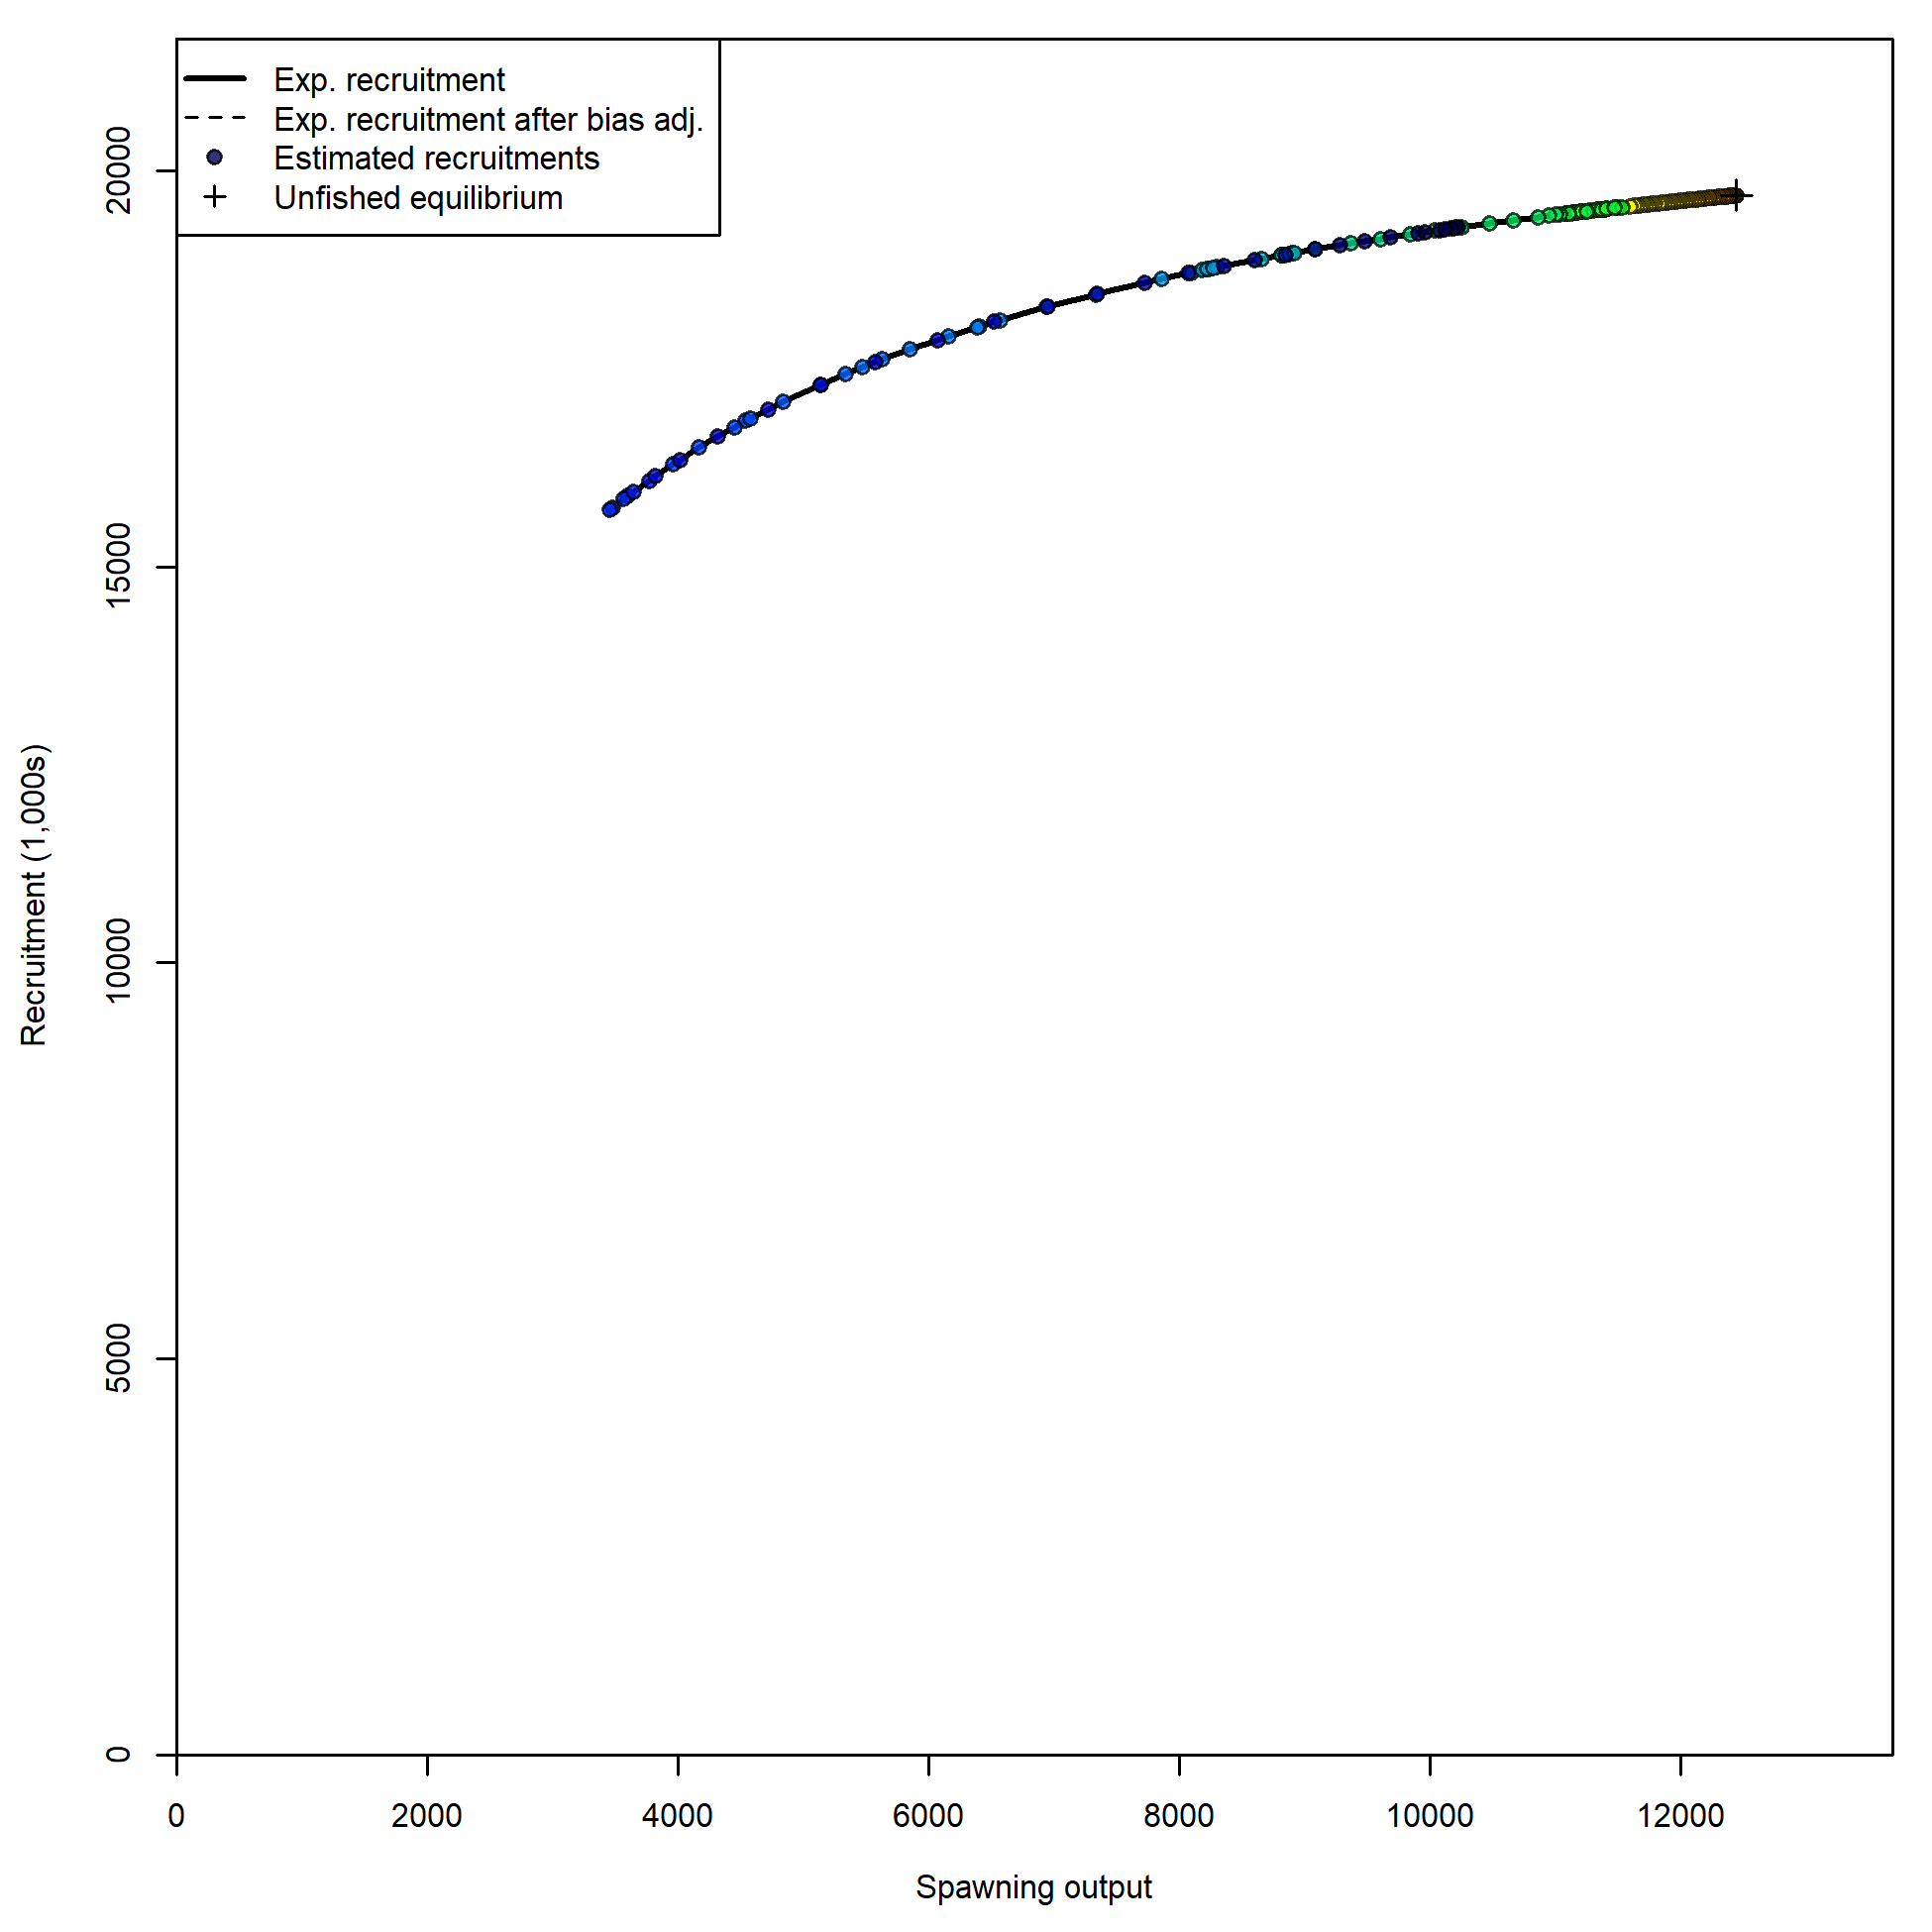 Exp. recruitment
Exp. recruitment after bias adj.
Estimated recruitments
Unfished equilibrium
20000
15000
10000
5000
0
Recruitment (1,000s)
0 2000 4000 6000 8000 10000 12000
Spawning output